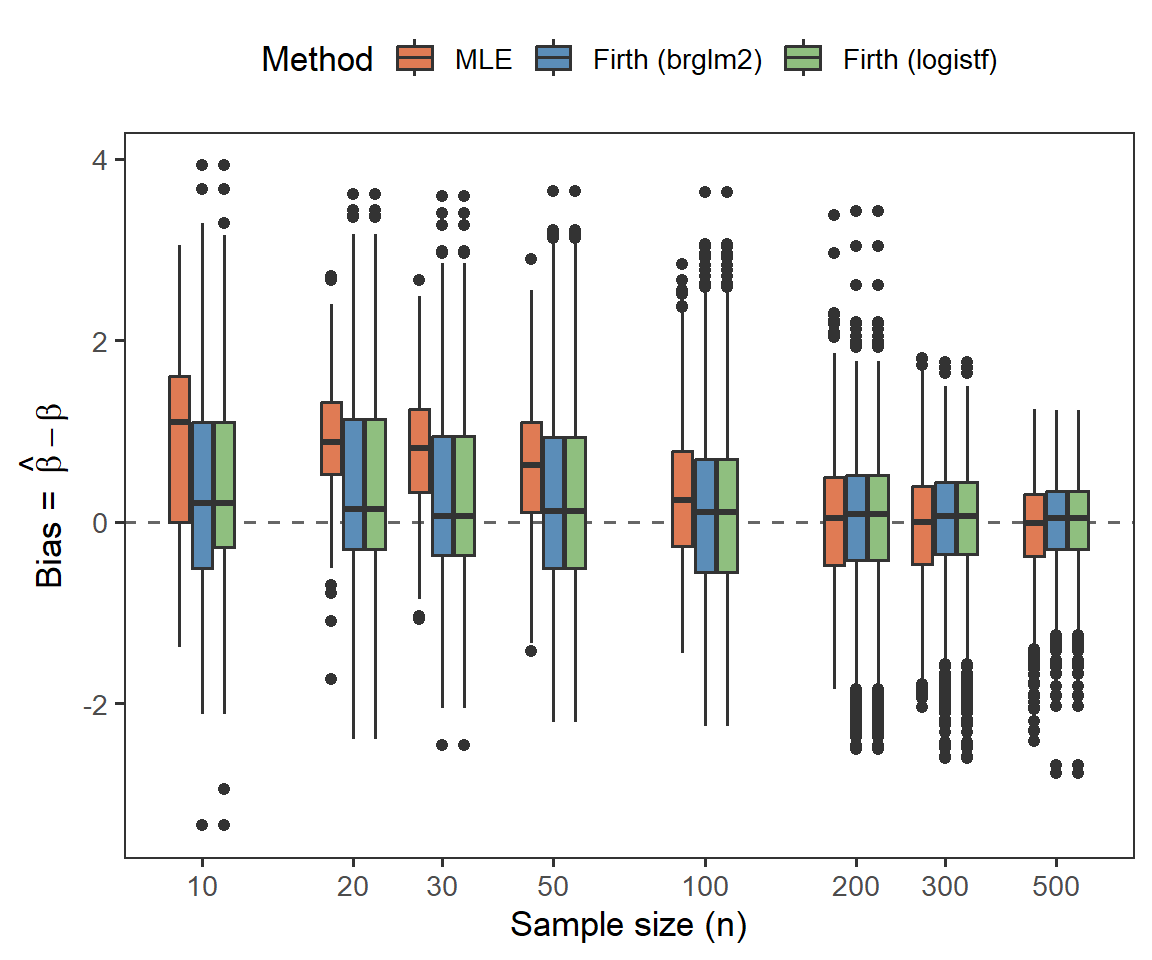 Method MLE Firth (brglm2) Firth (logistf)
4
2
0
-2
Bias = β̂ − β
10 20 30 50 100 200 300 500
Sample size (n)